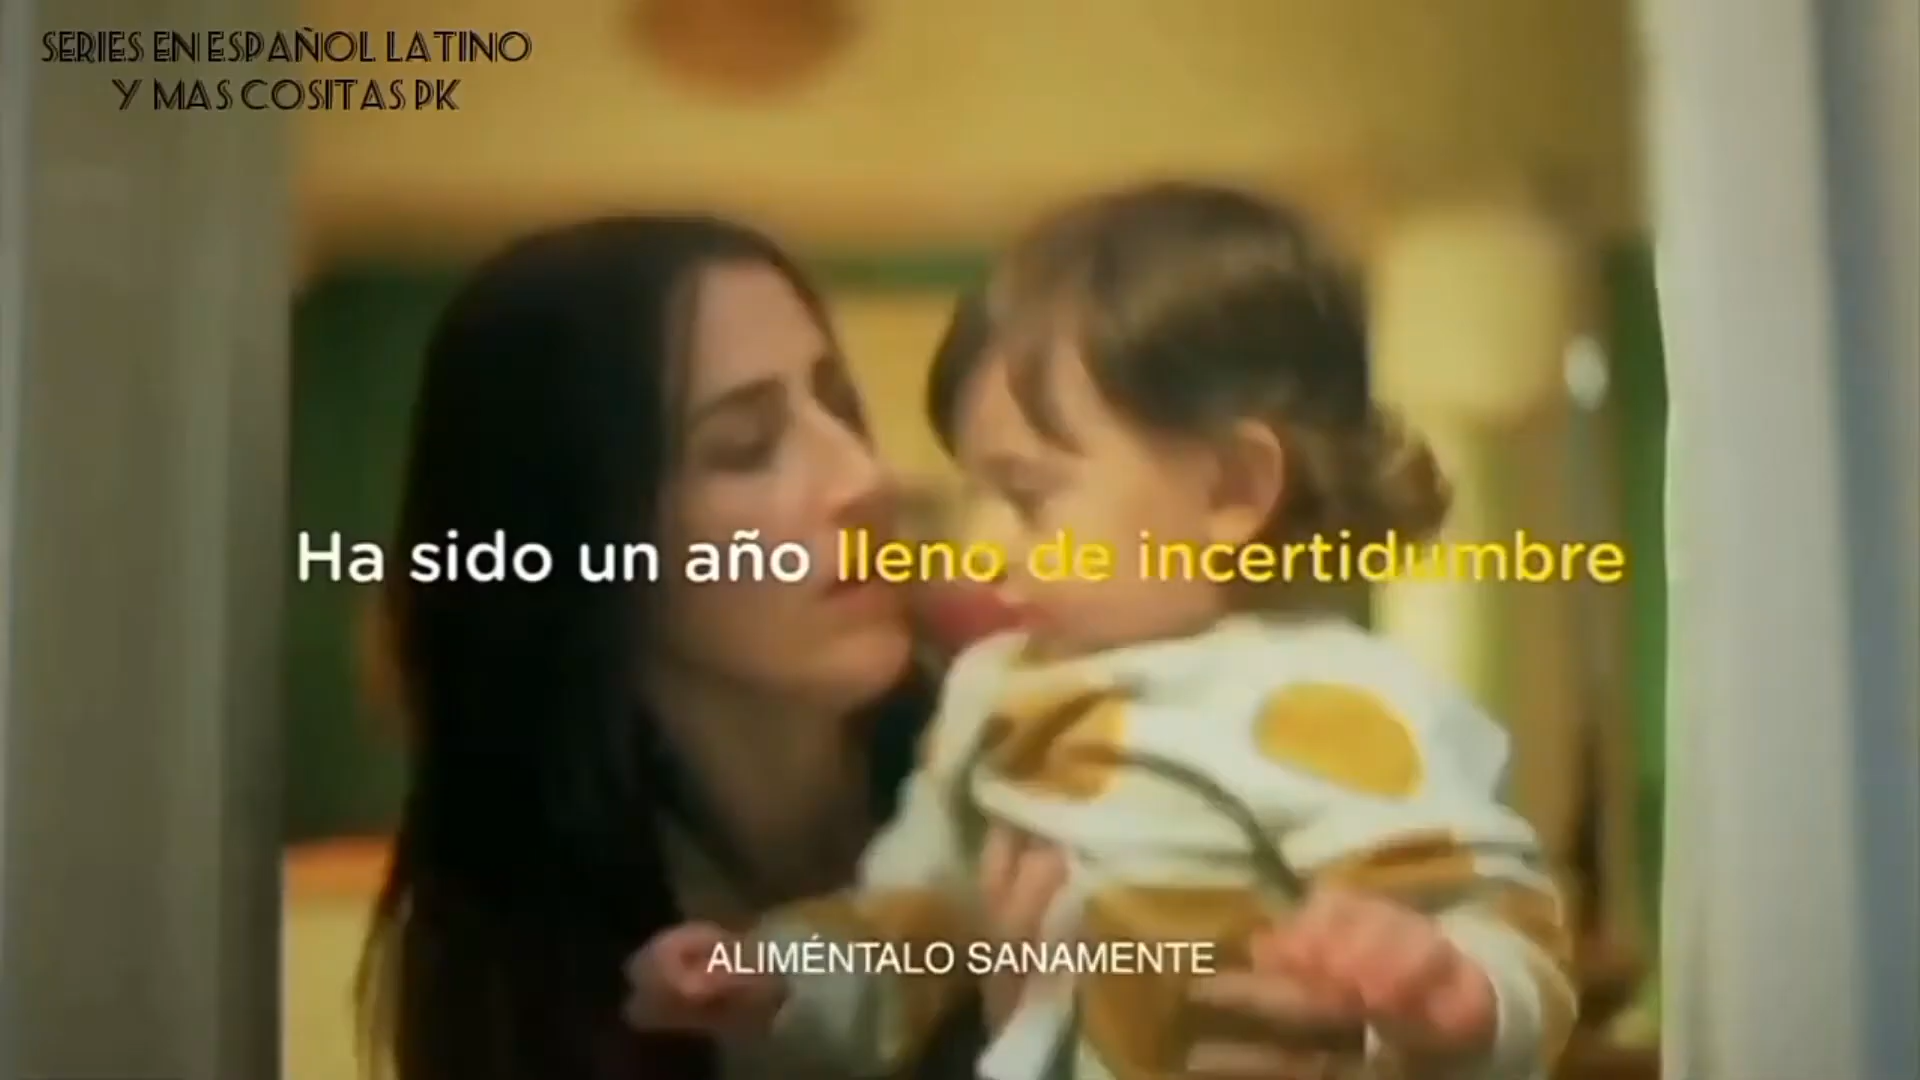 SERIES EN ESPAÑOL LATINO
Y MAS COSITAS PK
Ha sido un año lleno de incertidumbre
ALIMÉNTALO SANAMENTE